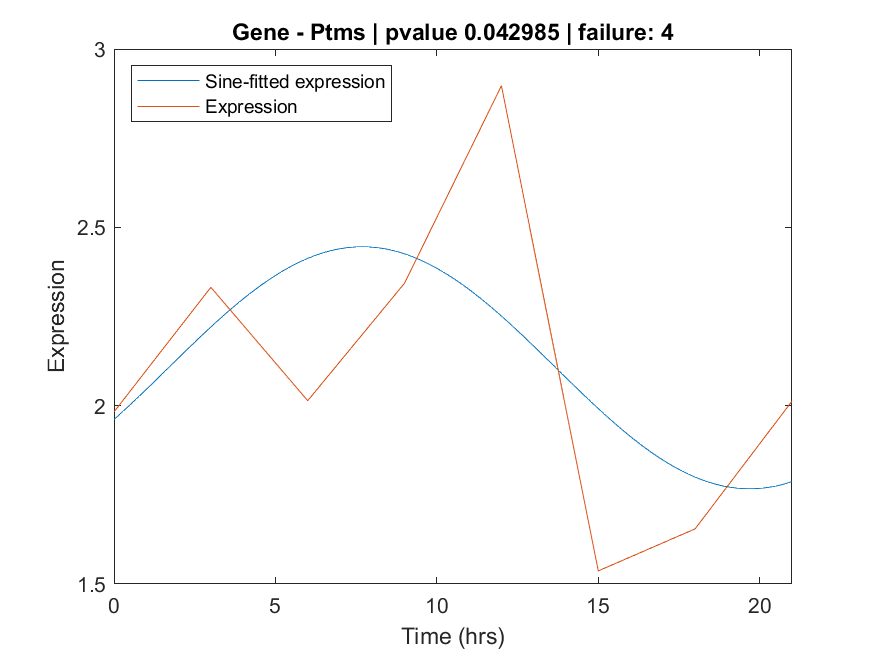 Gene - Ptms | pvalue 0.042985 | failure: 4
3
Sine-fitted expression
Expression
2.5
Expression
2
1.5
0 5 10 15 20
Time (hrs)